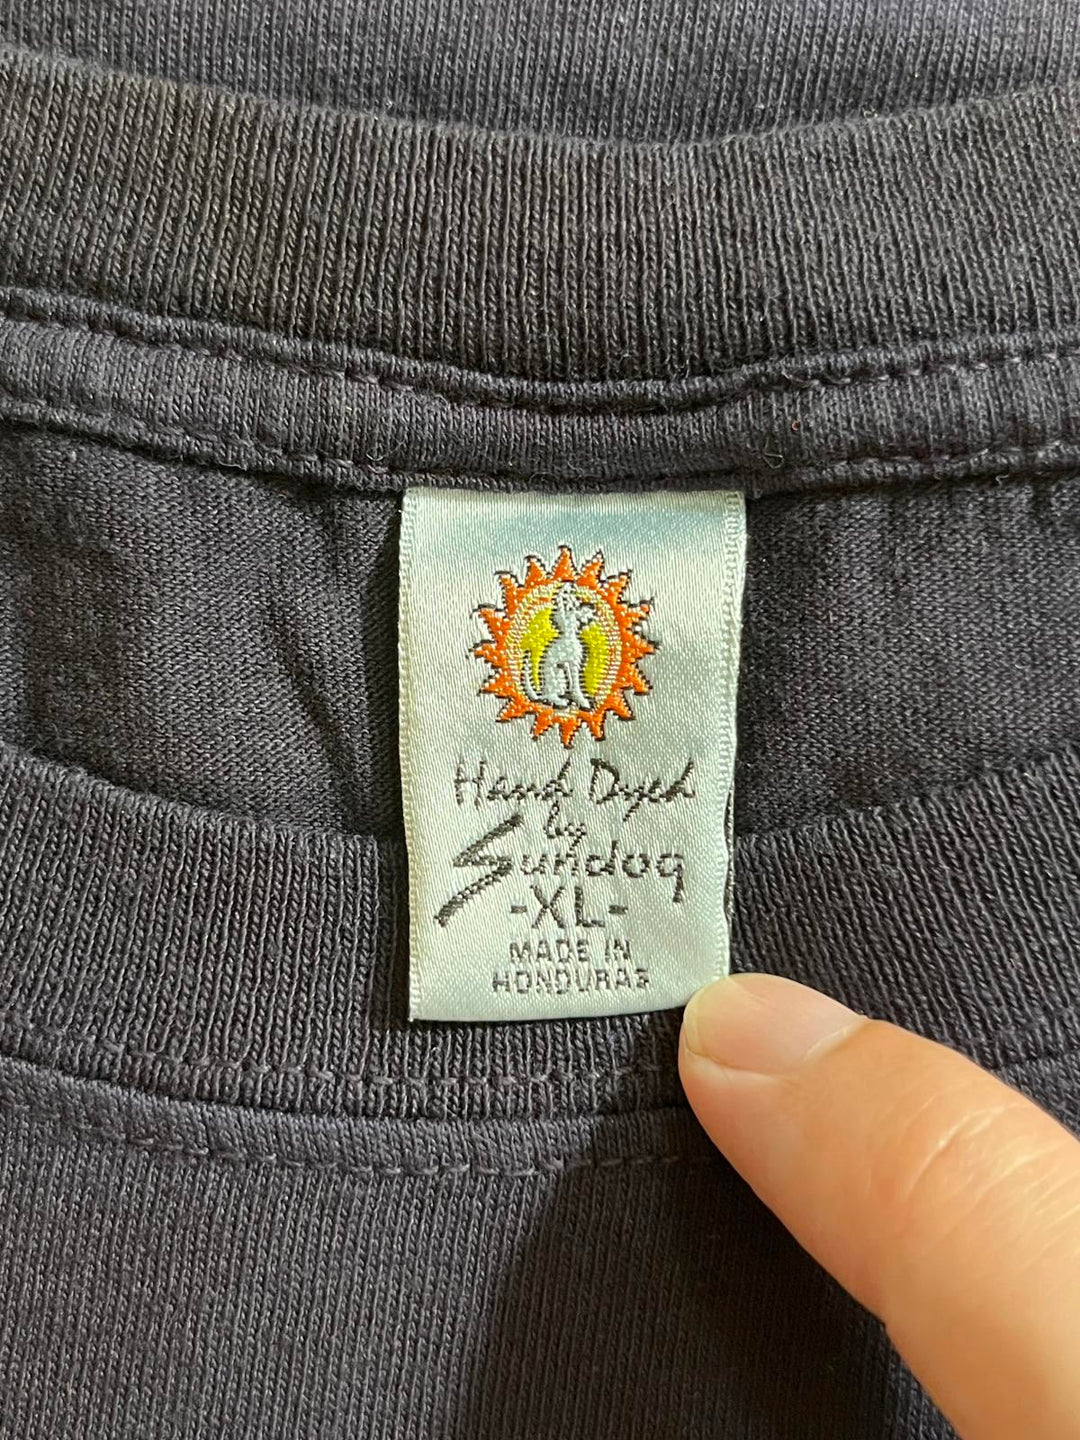 Hand Dyed
by
Sundog
-XL-
MADE IN
HONDURAS